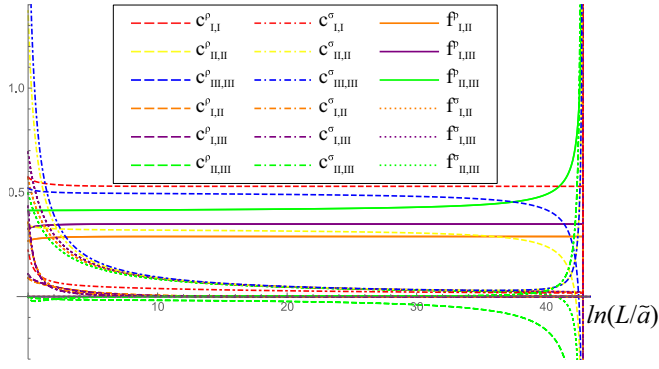 1.0
0.5
c^ρ_{I,I} c^σ_{I,I} f^ρ_{I,II}
c^ρ_{II,II} c^σ_{II,II} f^ρ_{I,III}
c^ρ_{III,III} c^σ_{III,III} f^ρ_{II,III}
c^ρ_{I,II} c^σ_{I,II} f^σ_{I,II}
c^ρ_{I,III} c^σ_{I,III} f^σ_{I,III}
c^ρ_{II,III} c^σ_{II,III} f^σ_{II,III}
10 20 30 40
ln(L/ã)